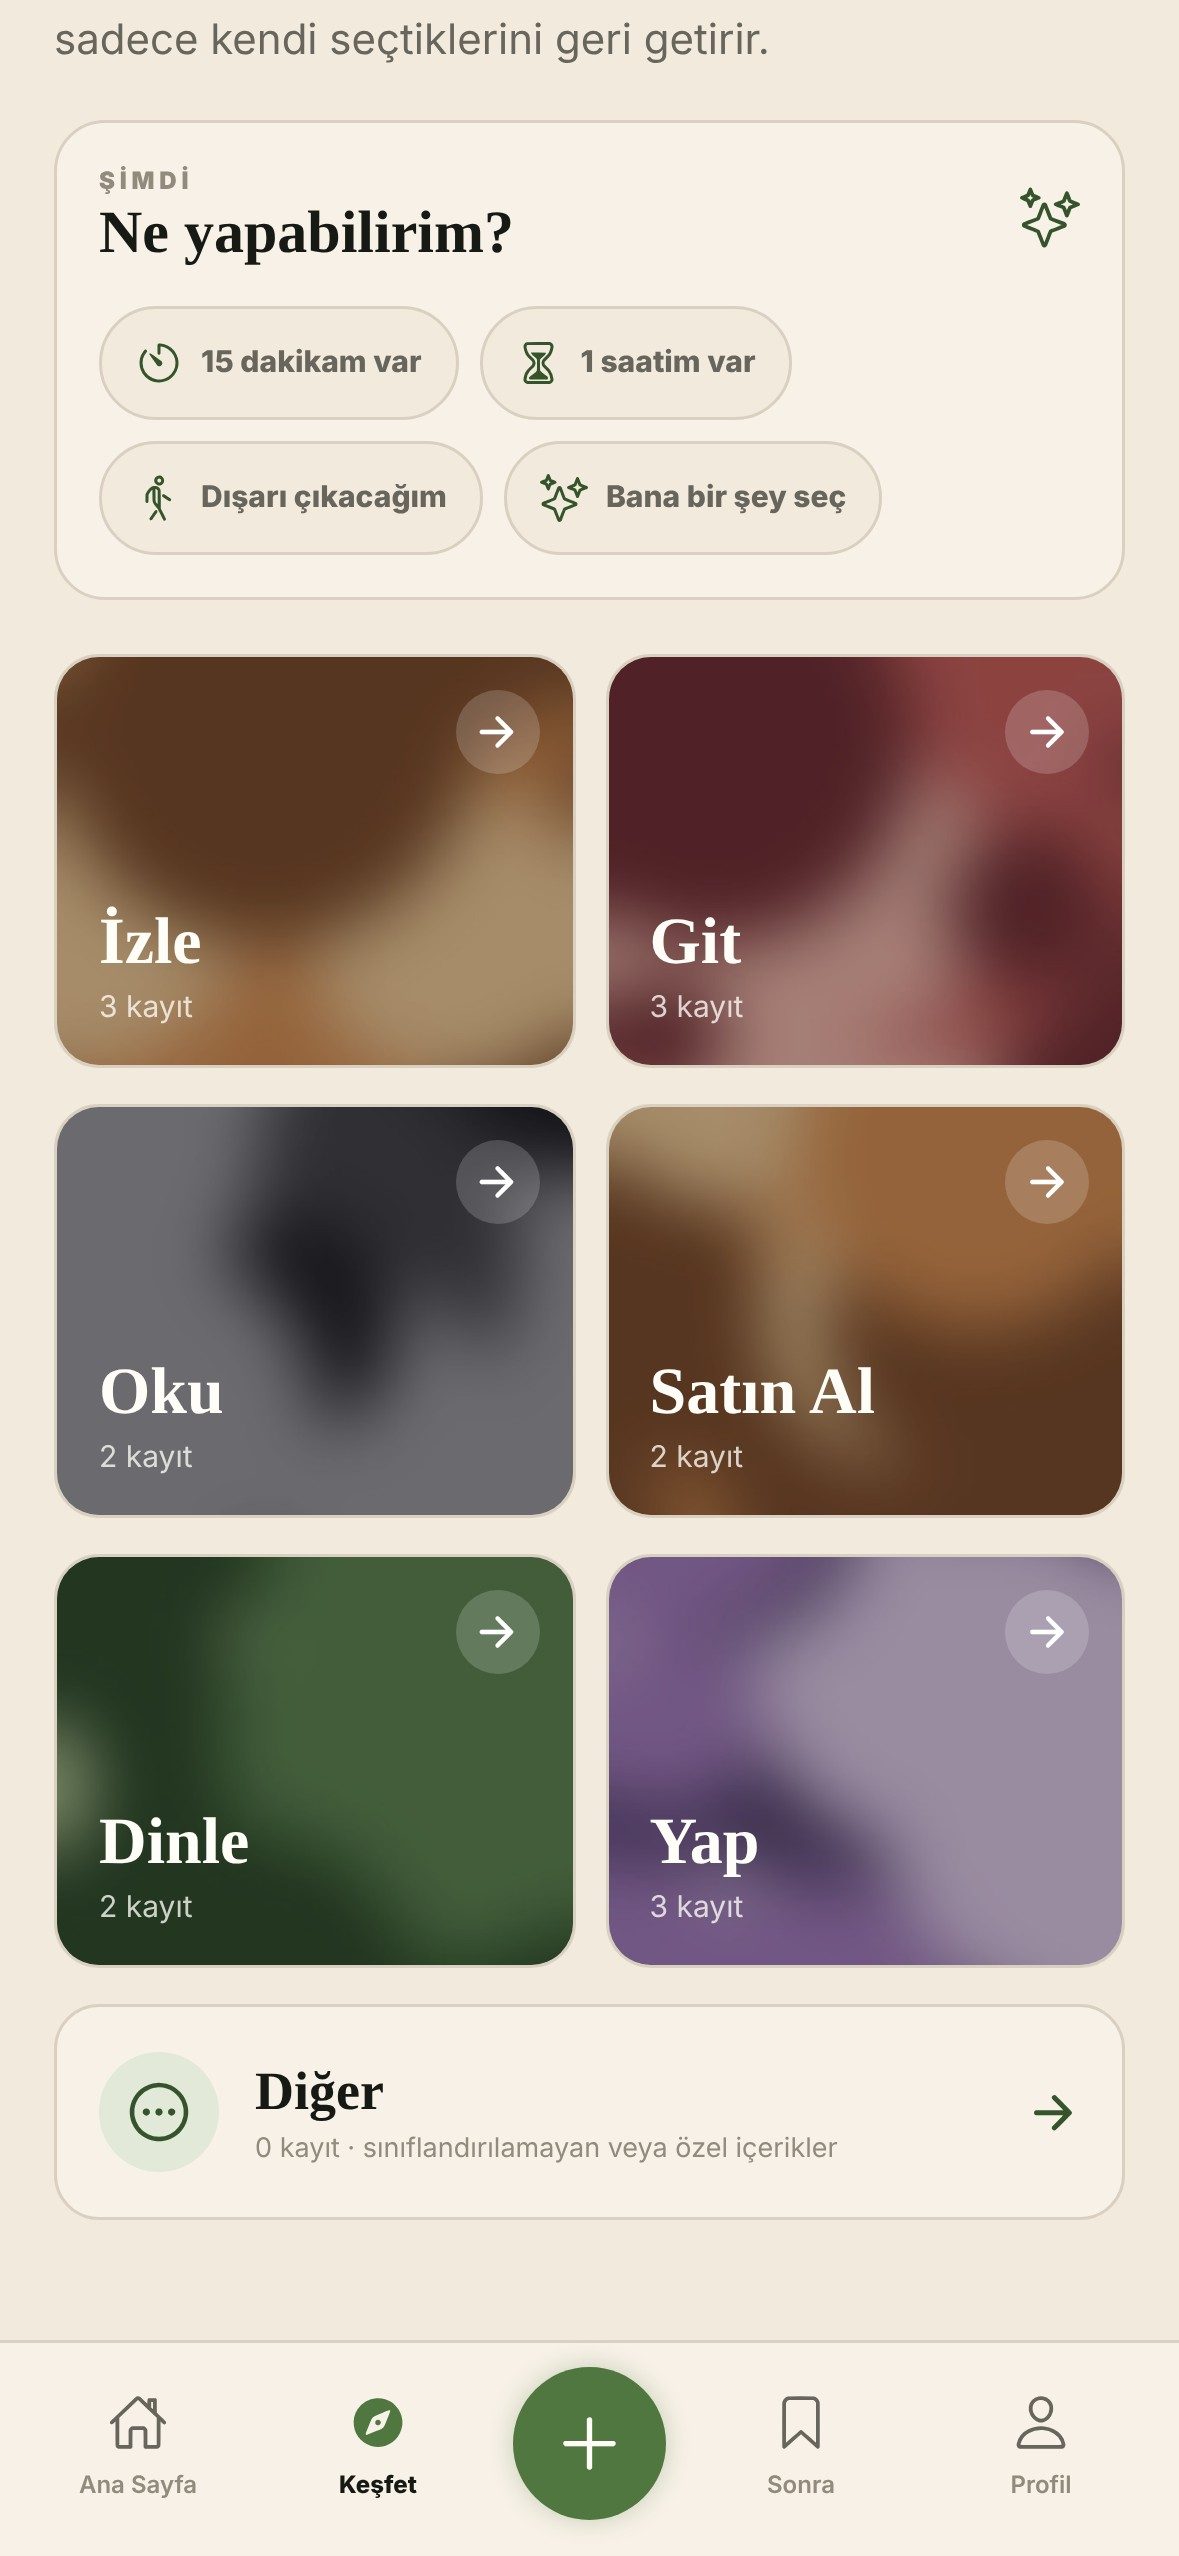 sadece kendi seçtiklerini geri getirir.
ŞİMDİ
Ne yapabilirim?
15 dakikam var
1 saatim var
Dışarı çıkacağım
Bana bir şey seç
İzle
3 kayıt
Git
3 kayıt
Oku
2 kayıt
Satın Al
2 kayıt
Dinle
2 kayıt
Yap
3 kayıt
Diğer
0 kayıt · sınıflandırılamayan veya özel içerikler
Ana Sayfa
Keşfet
Sonra
Profil